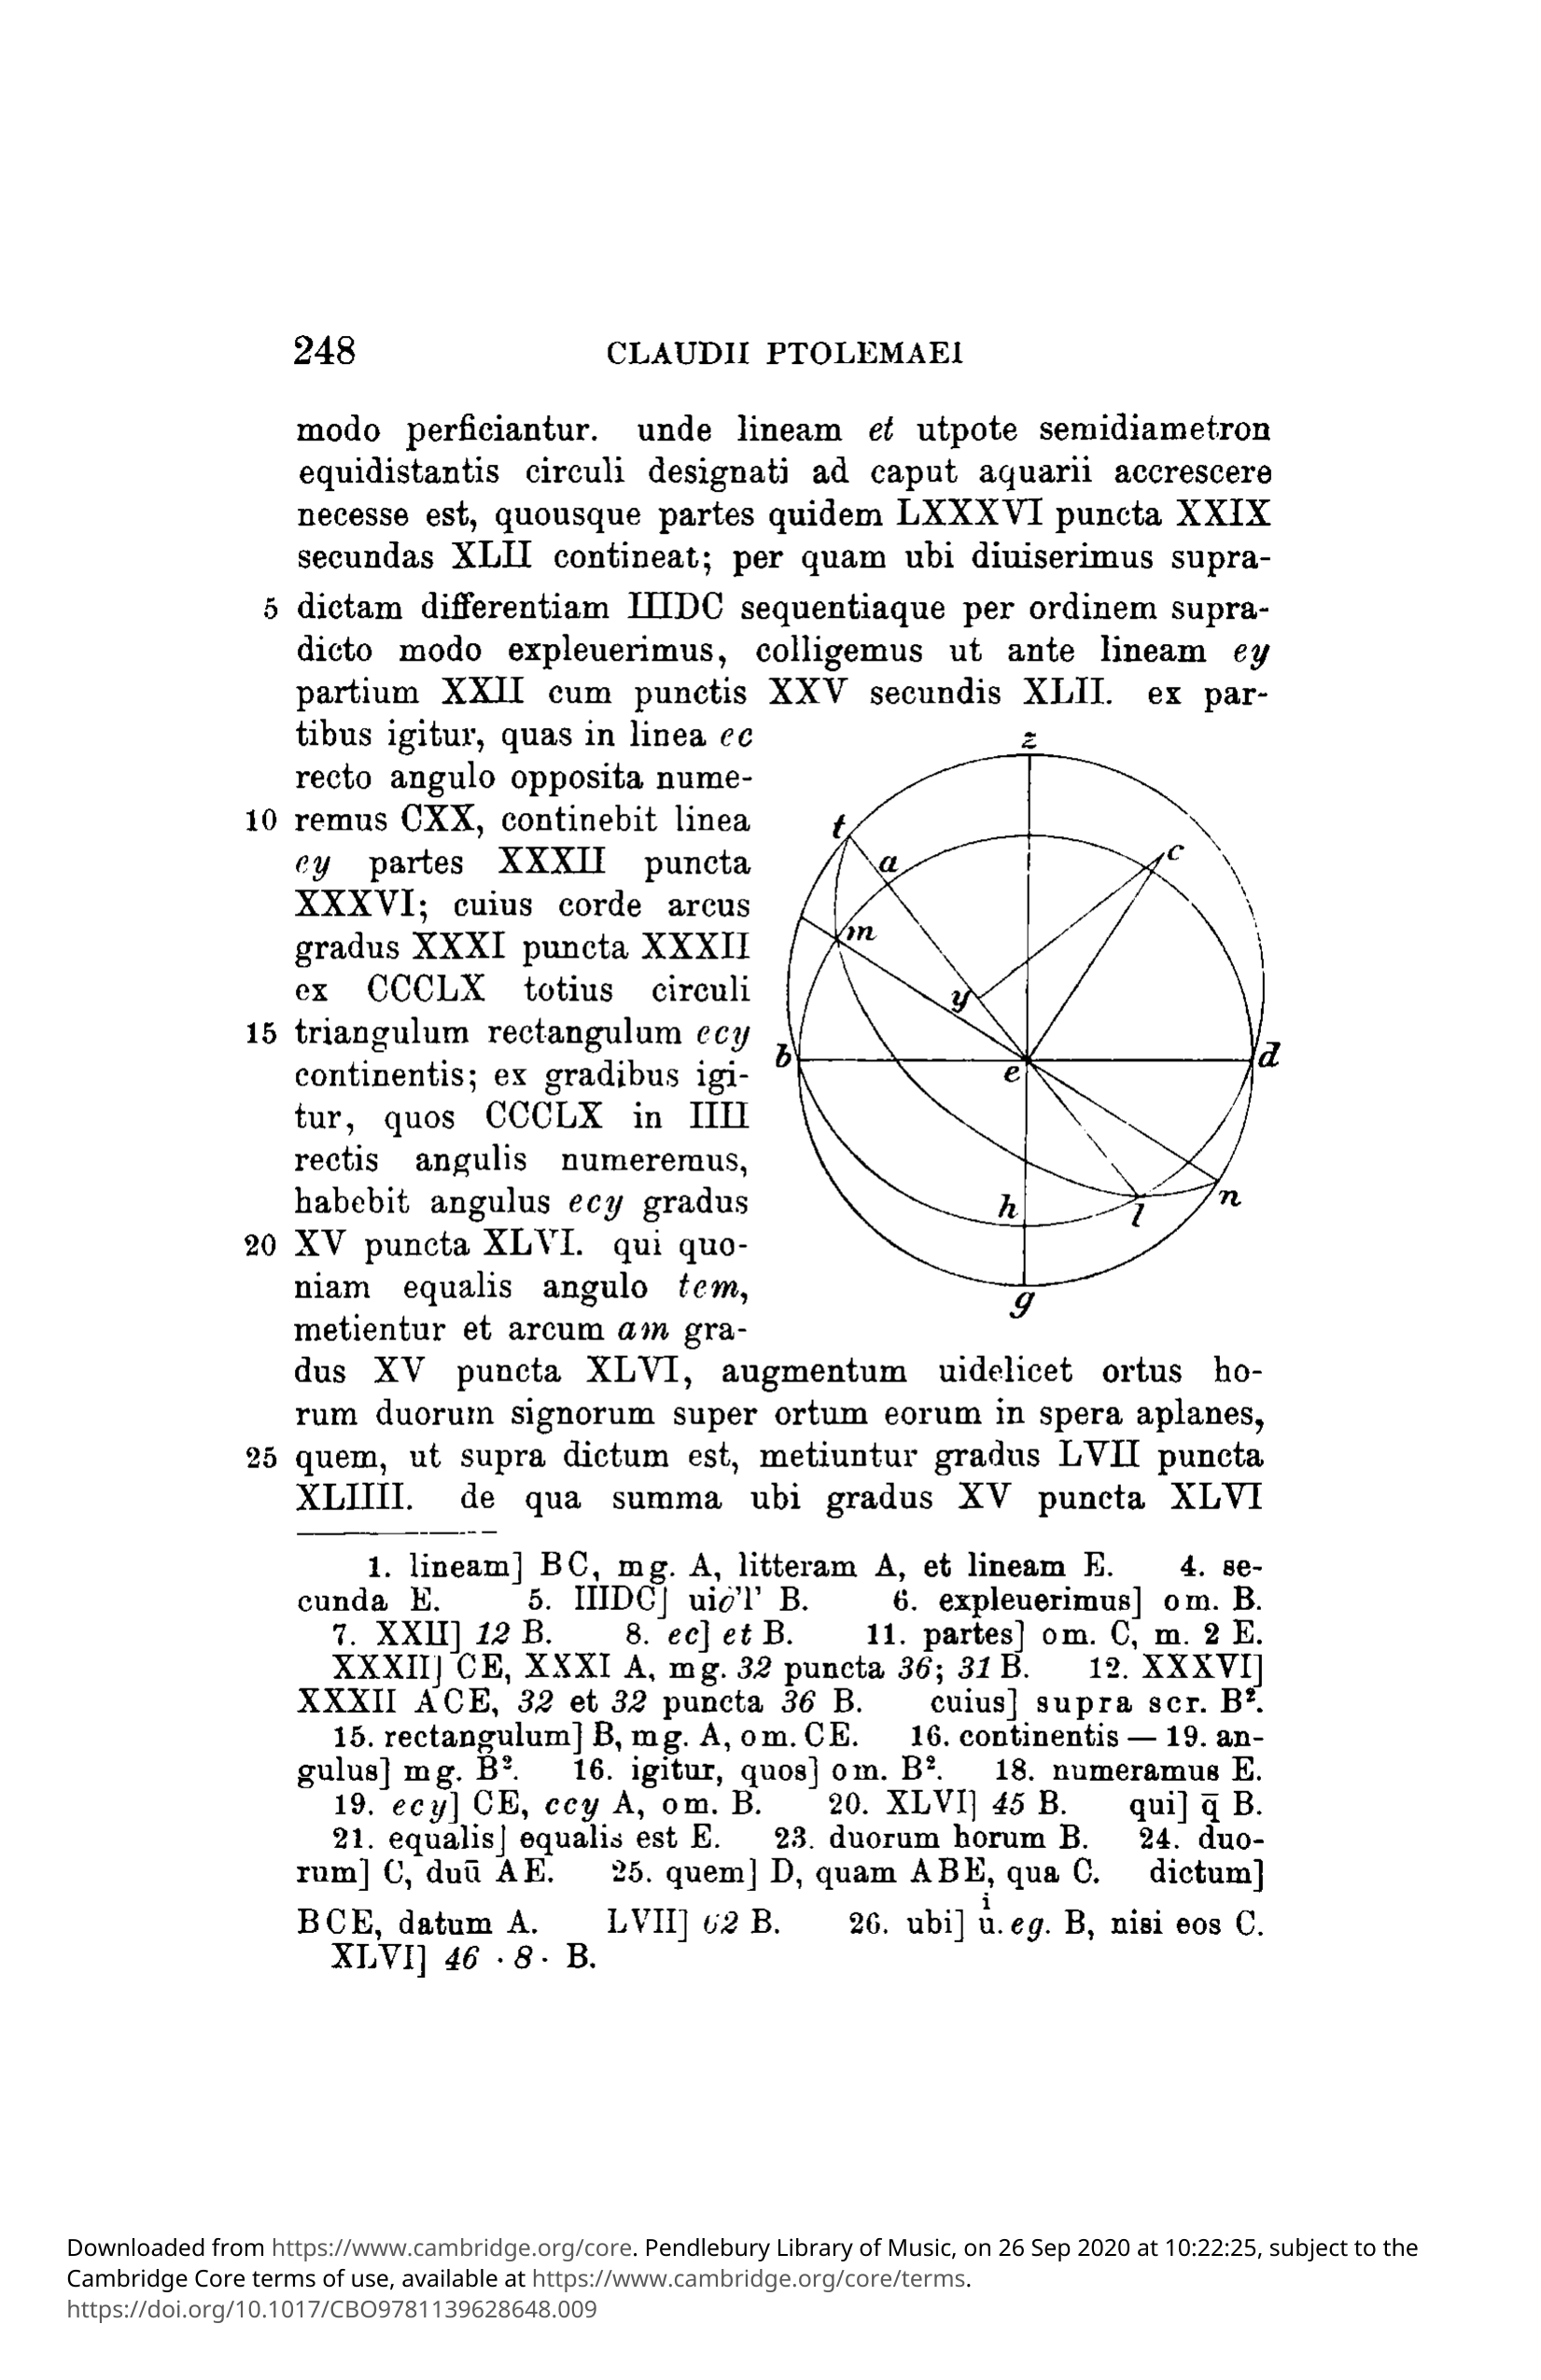 248 CLAUDII PTOLEMAEI
modo perficiantur. unde lineam et utpote semidiametron
equidistantis circuli designati ad caput aquarii accrescere
necesse est, quousque partes quidem LXXXVI puncta XXIX
secundas XLII contineat; per quam ubi diuiserimus supra-
5 dictam differentiam IIIDC sequentiaque per ordinem supra-
dicto modo expleuerimus, colligemus ut ante lineam ey
partium XXII cum punctis XXV secundis XLII. ex par-
tibus igitur, quas in linea ec
recto angulo opposita nume-
10 remus CXX, continebit linea
ey partes XXXII puncta
XXXVI; cuius corde arcus
gradus XXXI puncta XXXII
ex CCCLX totius circuli
15 triangulum rectangulum ecy
continentis; ex gradibus igi-
tur, quos CCCLX in IIII
rectis angulis numeremus,
habebit angulus ecy gradus
20 XV puncta XLVI. qui quo-
niam equalis angulo tem,
metientur et arcum am gra-
z
t
a
c
m
y
b
e
d
h
l
n
g
dus XV puncta XLVI, augmentum uidelicet ortus ho-
rum duorum signorum super ortum eorum in spera aplanes,
25 quem, ut supra dictum est, metiuntur gradus LVII puncta
XLIIII. de qua summa ubi gradus XV puncta XLVI
1. lineam] BC, mg. A, litteram A, et lineam E. 4. se-
cunda E. 5. IIIDC] uic̄'l' B. 6. expleuerimus] om. B.
7. XXII] 12 B. 8. ec] et B. 11. partes] om. C, m. 2 E.
XXXII] CE, XXXI A, mg. 32 puncta 36; 31 B. 12. XXXVI]
XXXII ACE, 32 et 32 puncta 36 B. cuius] supra scr. B².
15. rectangulum] B, mg. A, om. CE. 16. continentis — 19. an-
gulus] mg. B². 16. igitur, quos] om. B². 18. numeramus E.
19. ecy] CE, ccy A, om. B. 20. XLVI] 45 B. qui] q̄ B.
21. equalis] equalis est E. 23. duorum horum B. 24. duo-
rum] C, duū AE. 25. quem] D, quam ABE, qua C. dictum]
BCE, datum A. LVII] 62 B. 26. ubi] uⁱ. eg. B, nisi eos C.
XLVI] 46 · 8 · B.
Downloaded from https://www.cambridge.org/core. Pendlebury Library of Music, on 26 Sep 2020 at 10:22:25, subject to the
Cambridge Core terms of use, available at https://www.cambridge.org/core/terms.
https://doi.org/10.1017/CBO9781139628648.009